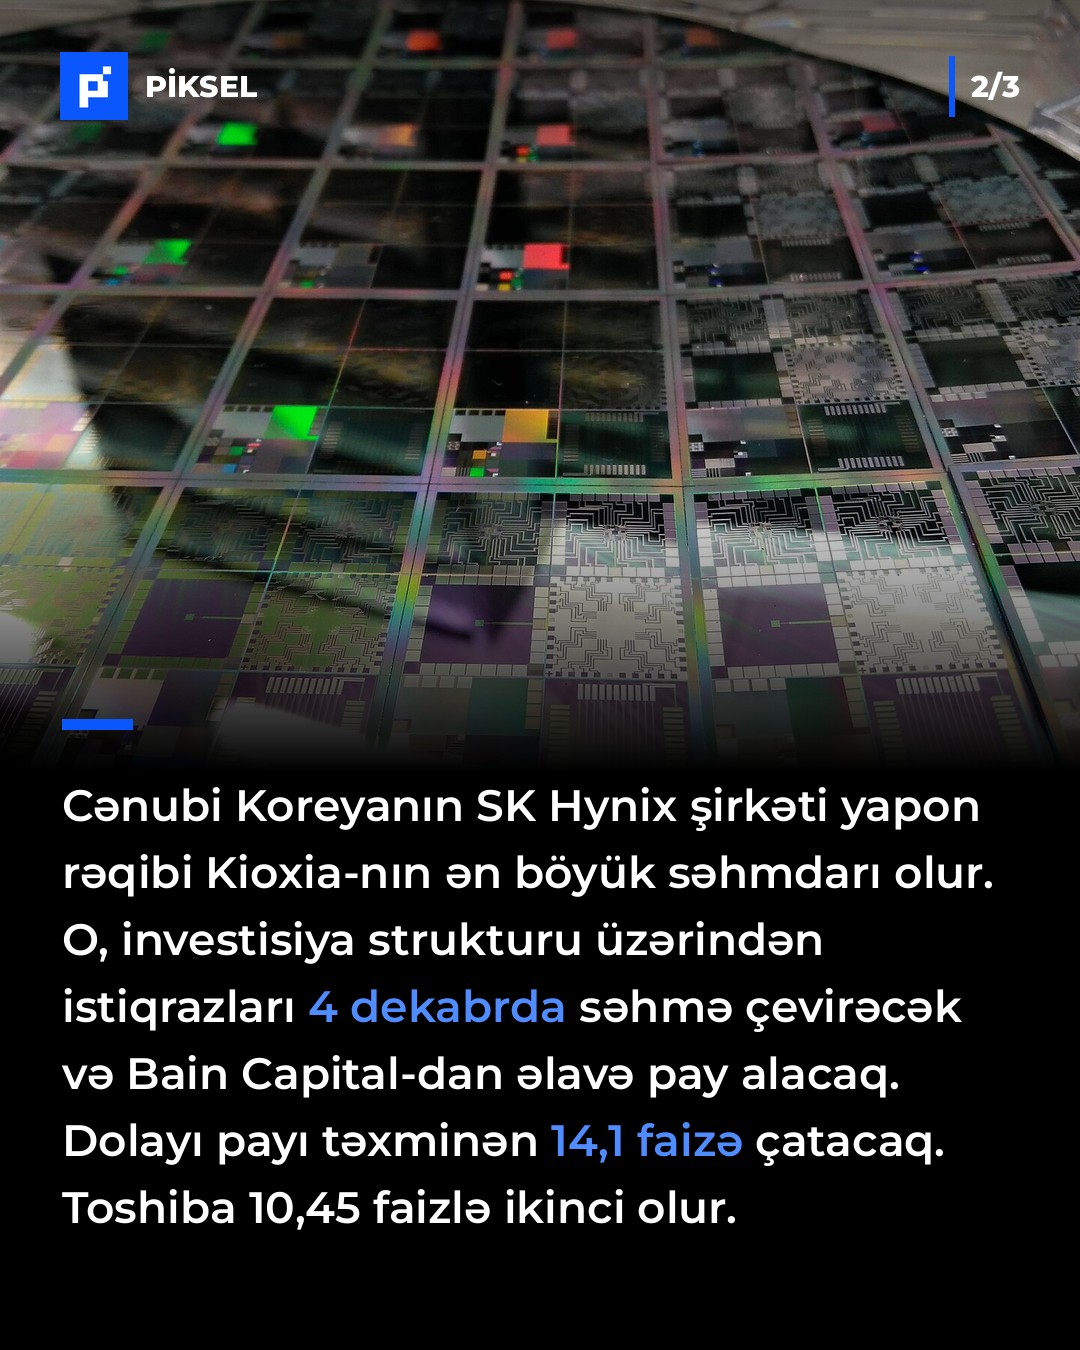 PİKSEL
2/3
Cənubi Koreyanın SK Hynix şirkəti yapon
rəqibi Kioxia-nın ən böyük səhmdarı olur.
O, investisiya strukturu üzərindən
istiqrazları 4 dekabrda səhmə çevirəcək
və Bain Capital-dan əlavə pay alacaq.
Dolayı payı təxminən 14,1 faizə çatacaq.
Toshiba 10,45 faizlə ikinci olur.